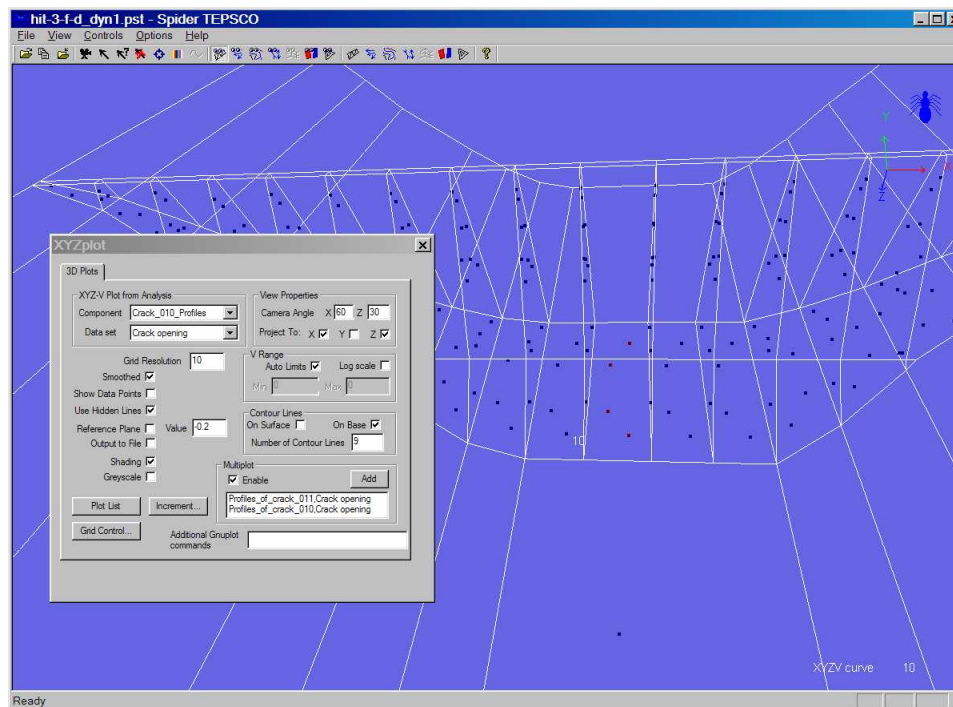 hit-3-f-d_dyn1.pst - Spider TEPSCO
File View Controls Options Help
Y
X
Z
XYZplot
3D Plots
XYZ-V Plot from Analysis
Component Crack_010_Profiles
Data set Crack opening
View Properties
Camera Angle X 60 Z 30
Project To: X Y Z
Grid Resolution 10
Smoothed
Show Data Points
Use Hidden Lines
Reference Plane Value -0.2
Output to File
Shading
Greyscale
V Range
Auto Limits Log scale
Min 0 Max 0
Contour Lines
On Surface On Base
Number of Contour Lines 9
Multiplot
Enable Add
Profiles_of_crack_011,Crack opening
Profiles_of_crack_010,Crack opening
Plot List Increment...
Grid Control...
Additional Gnuplot
commands
10
XYZV curve 10
Ready